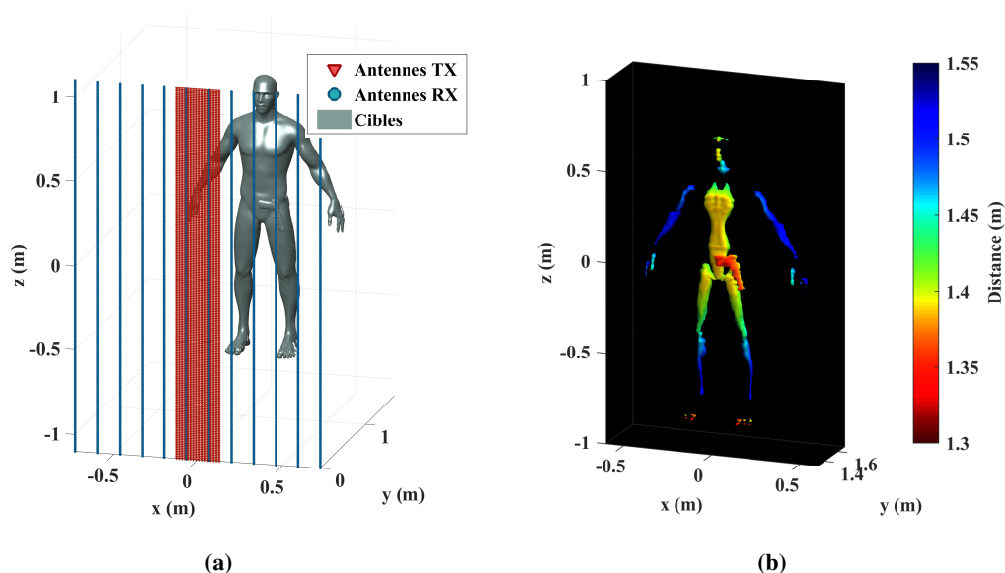 Antennes TX
Antennes RX
Cibles
1
0.5
0
-0.5
-1
z (m)
-0.5
0
0.5
x (m)
0
1
y (m)
(a)
1
0.5
0
-0.5
-1
z (m)
-0.5
0
0.5
x (m)
1.4
1.6
y (m)
1.55
1.5
1.45
1.4
1.35
1.3
Distance (m)
(b)